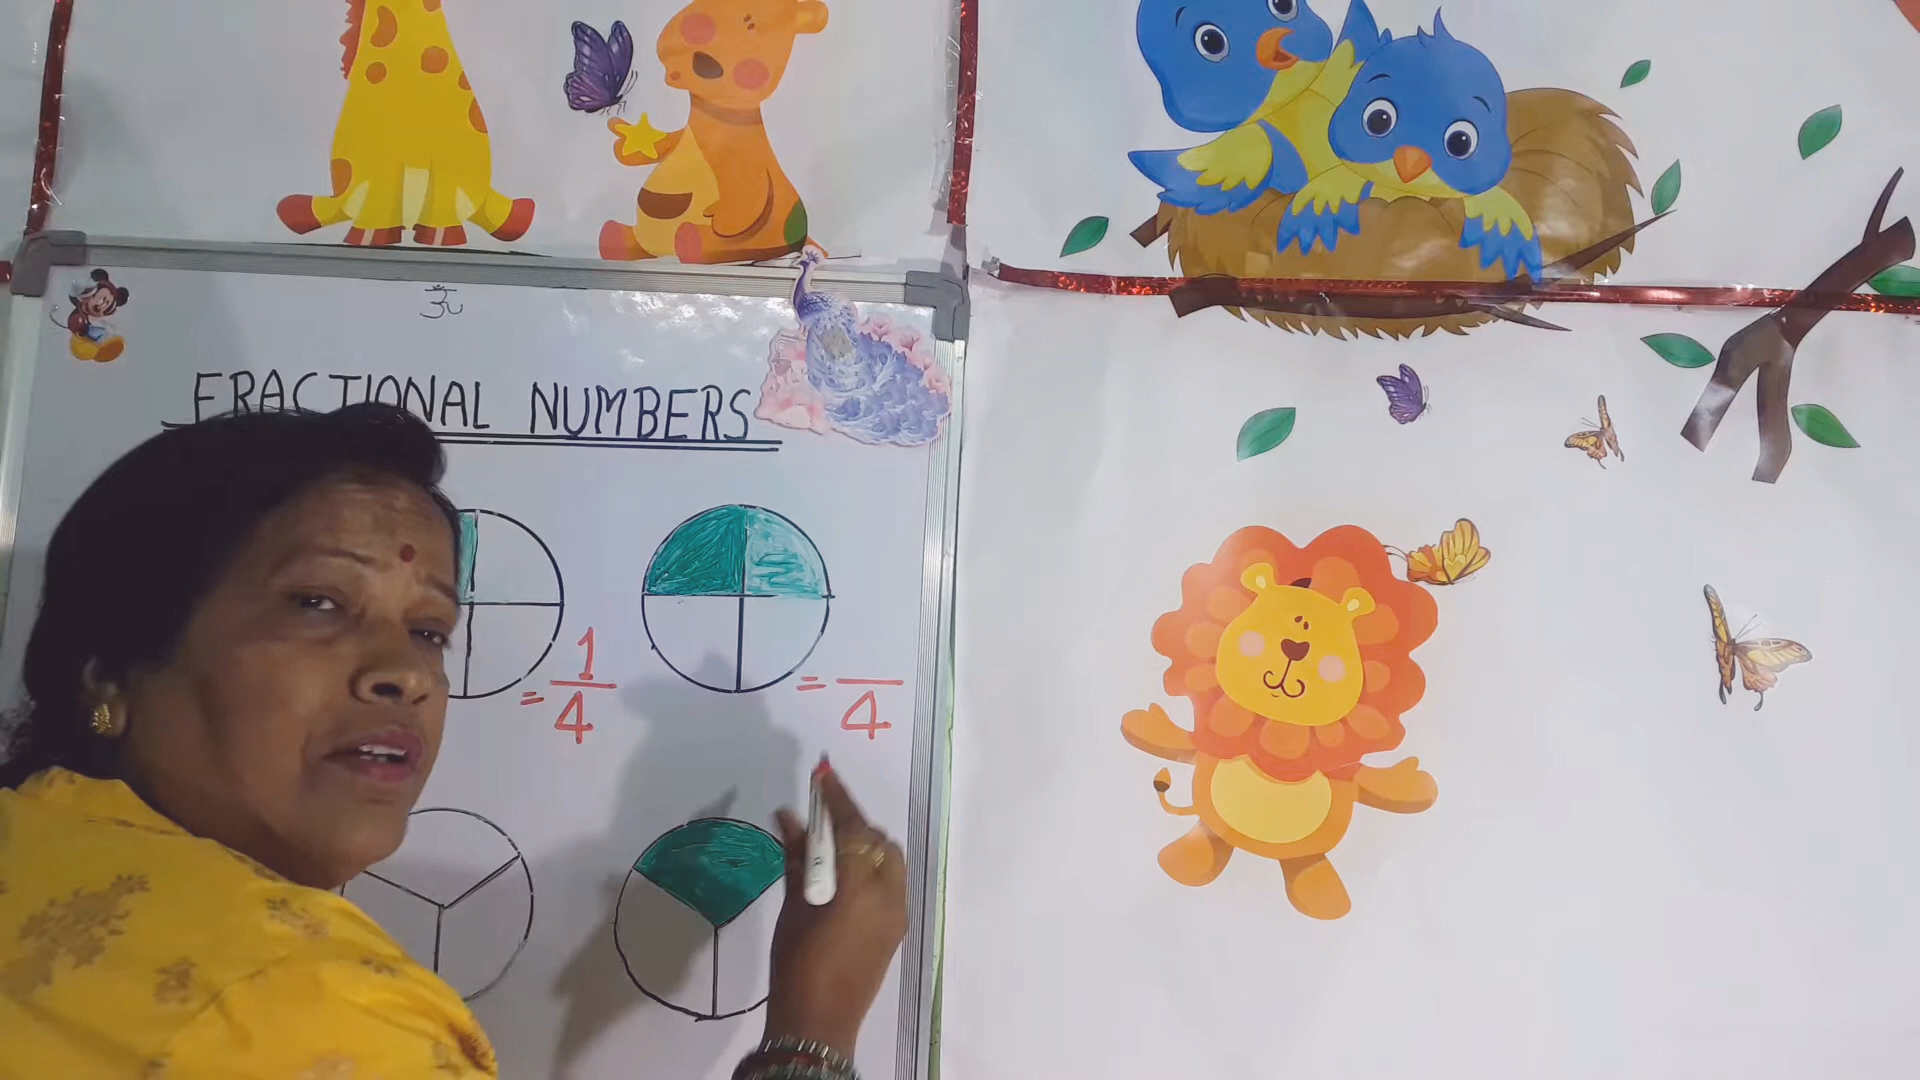 ॐ
FRACTIONAL NUMBERS
= 1/4
= /4